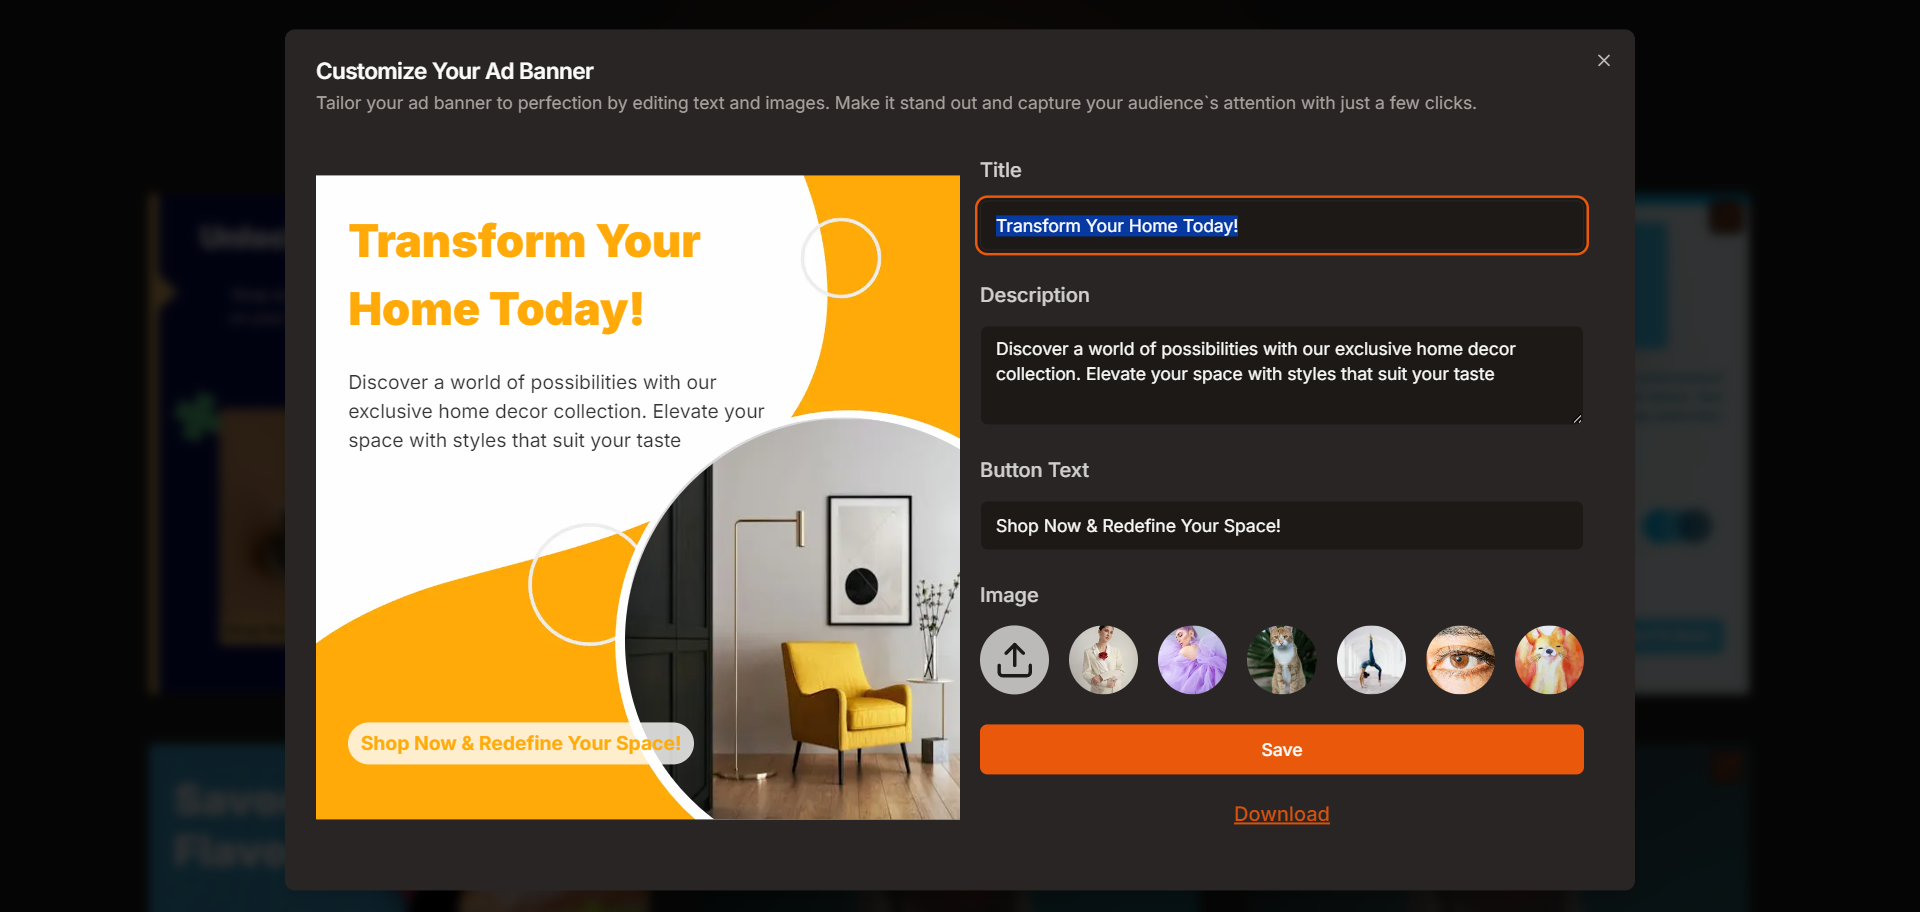 Customize Your Ad Banner
Tailor your ad banner to perfection by editing text and images. Make it stand out and capture your audience`s attention with just a few clicks.
Transform Your
Home Today!
Discover a world of possibilities with our
exclusive home decor collection. Elevate your
space with styles that suit your taste
Shop Now & Redefine Your Space!
Title
Transform Your Home Today!
Description
Discover a world of possibilities with our exclusive home decor
collection. Elevate your space with styles that suit your taste
Button Text
Shop Now & Redefine Your Space!
Image
Save
Download